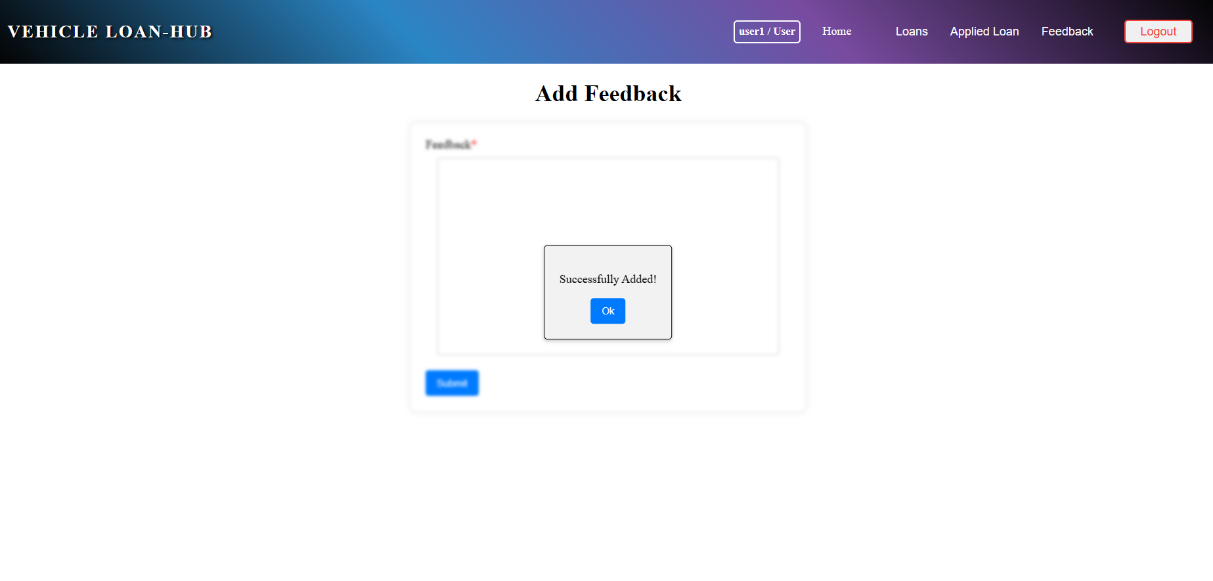 VEHICLE LOAN-HUB
user1 / User Home Loans Applied Loan Feedback Logout
Add Feedback
Feedback*
Successfully Added!
Ok
Submit